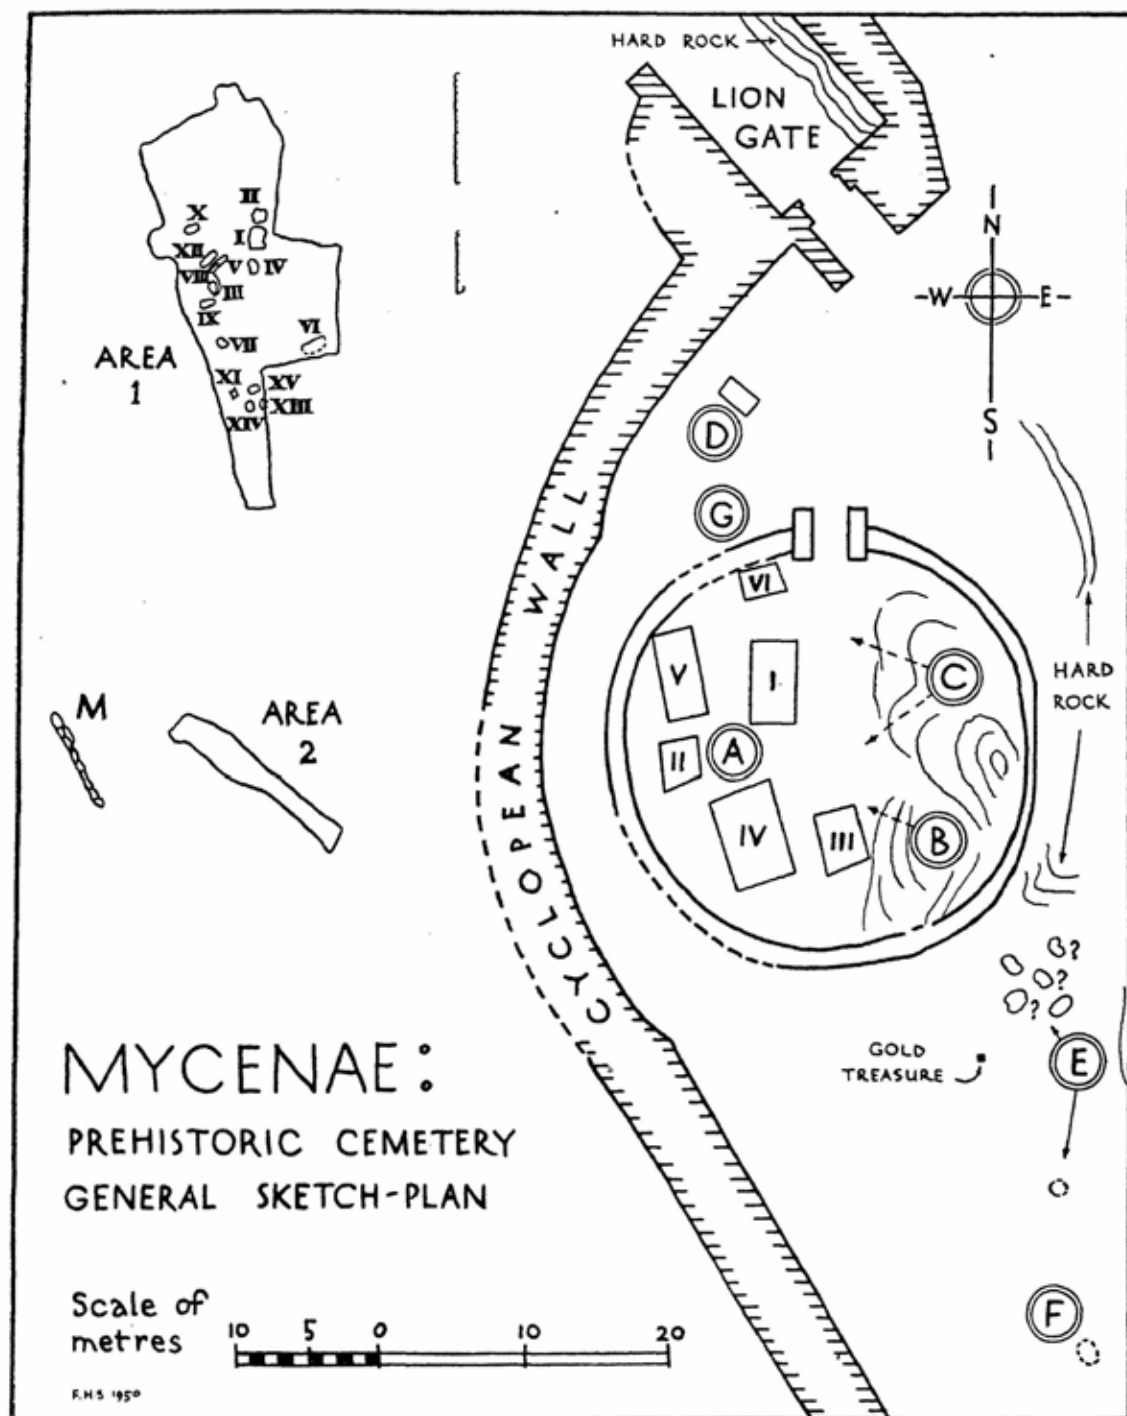 HARD ROCK
LION
GATE
N
W E
S
II
X
I
XII
V IV
VIII
III
IX
VI
VII
AREA
1
XI
XV
XIII
XIV
D
G
VI
V
I
C
HARD
ROCK
A
II
IV
III
B
M
AREA
2
CYCLOPEAN WALL
?
?
?
E
GOLD
TREASURE
F
MYCENAE:
PREHISTORIC CEMETERY
GENERAL SKETCH-PLAN
Scale of
metres
10 5 0 10 20
F.H.S 1950